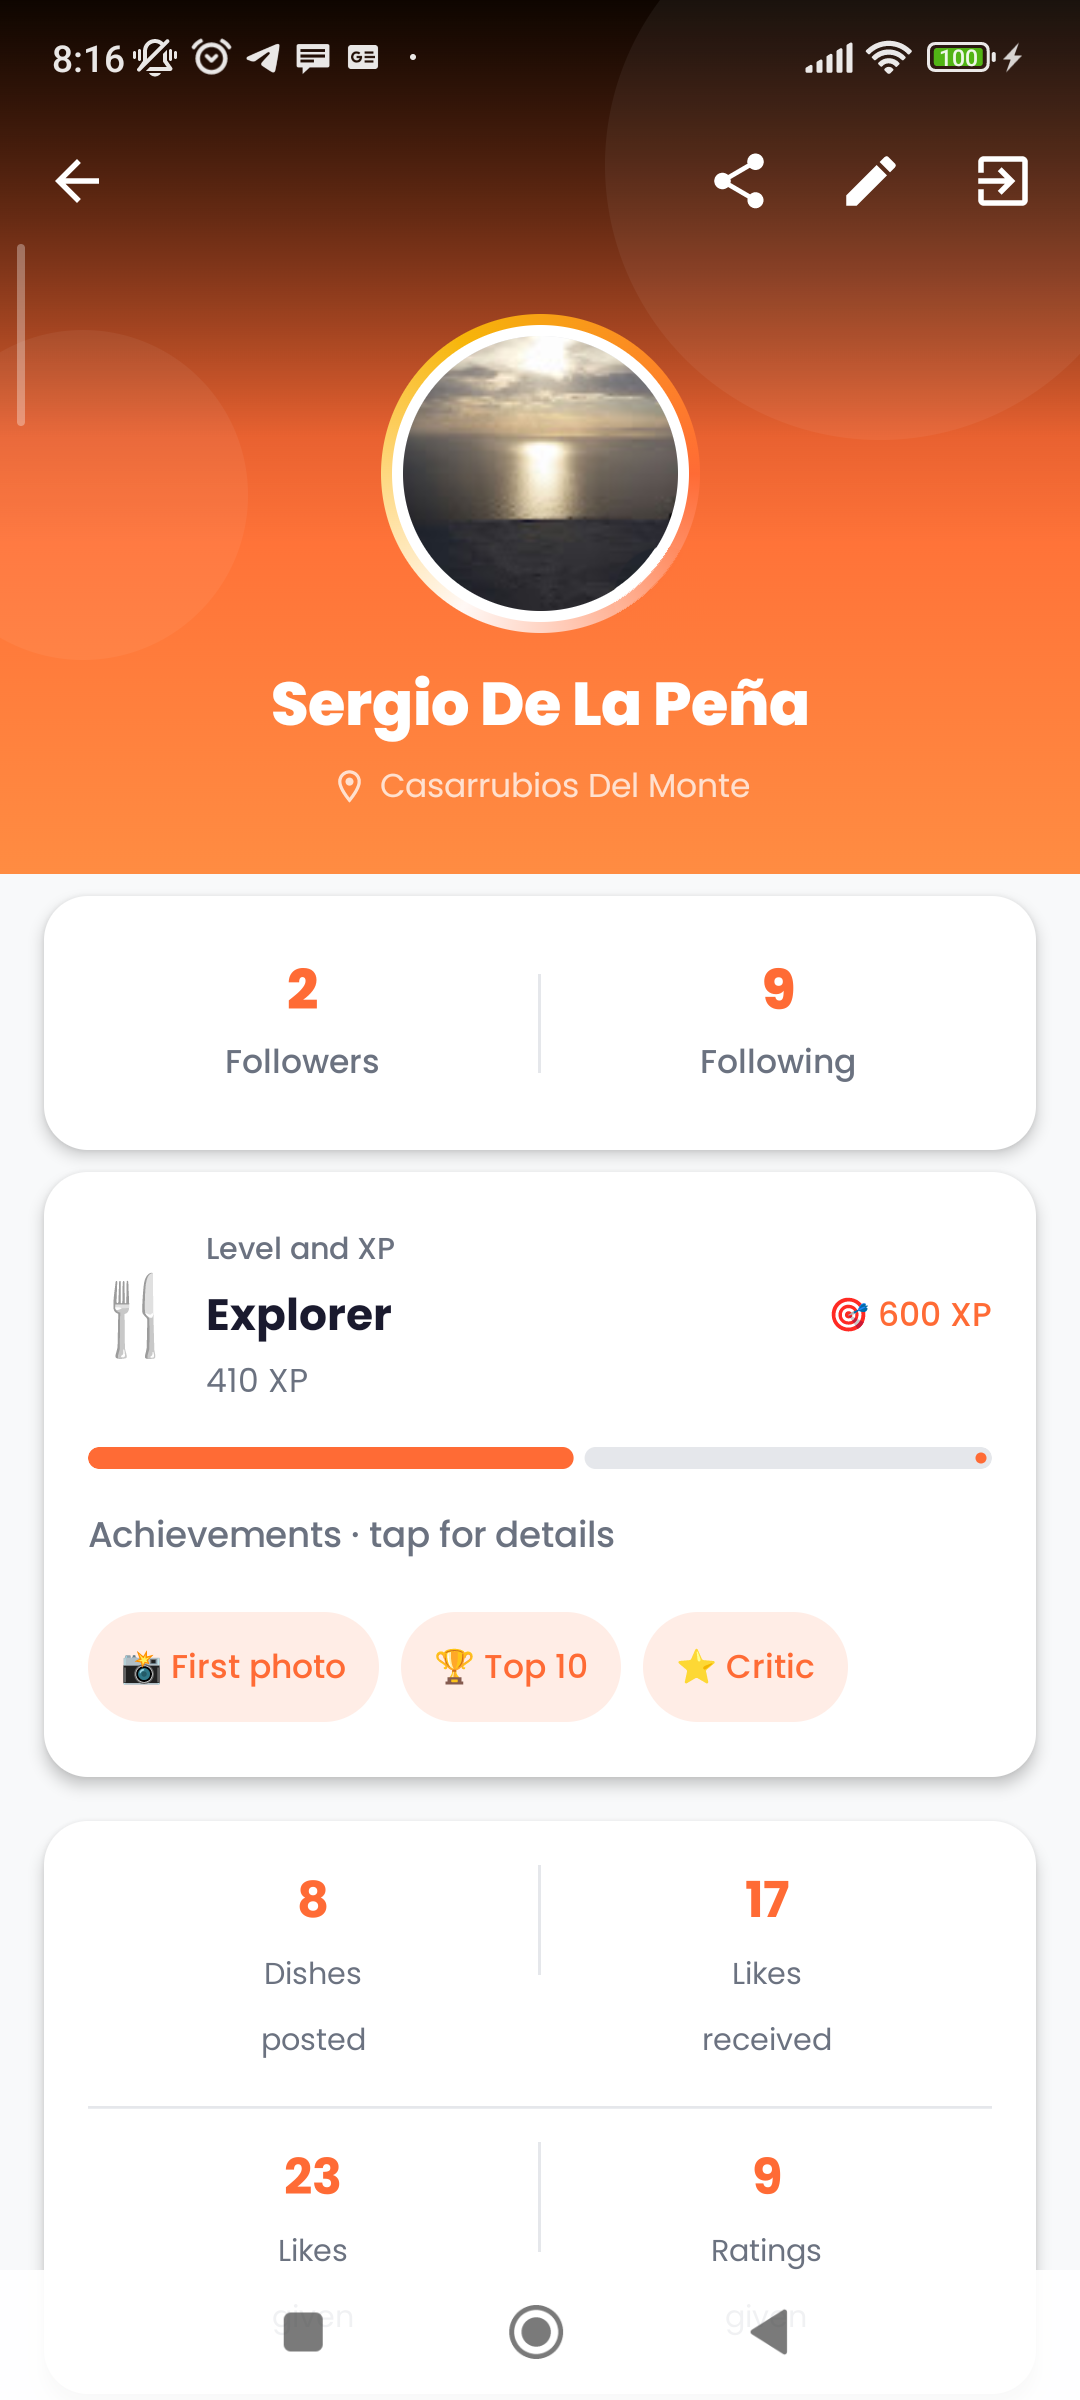 8:16
100
Sergio De La Peña
Casarrubios Del Monte
2
Followers
9
Following
Level and XP
Explorer
410 XP
600 XP
Achievements · tap for details
First photo
Top 10
Critic
8
Dishes
posted
17
Likes
received
23
Likes
given
9
Ratings
given